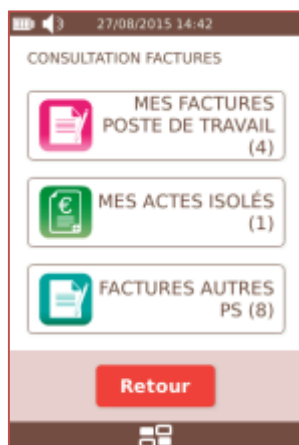 27/08/2015 14:42
CONSULTATION FACTURES
MES FACTURES
POSTE DE TRAVAIL
(4)
MES ACTES ISOLÉS
(1)
FACTURES AUTRES
PS (8)
Retour